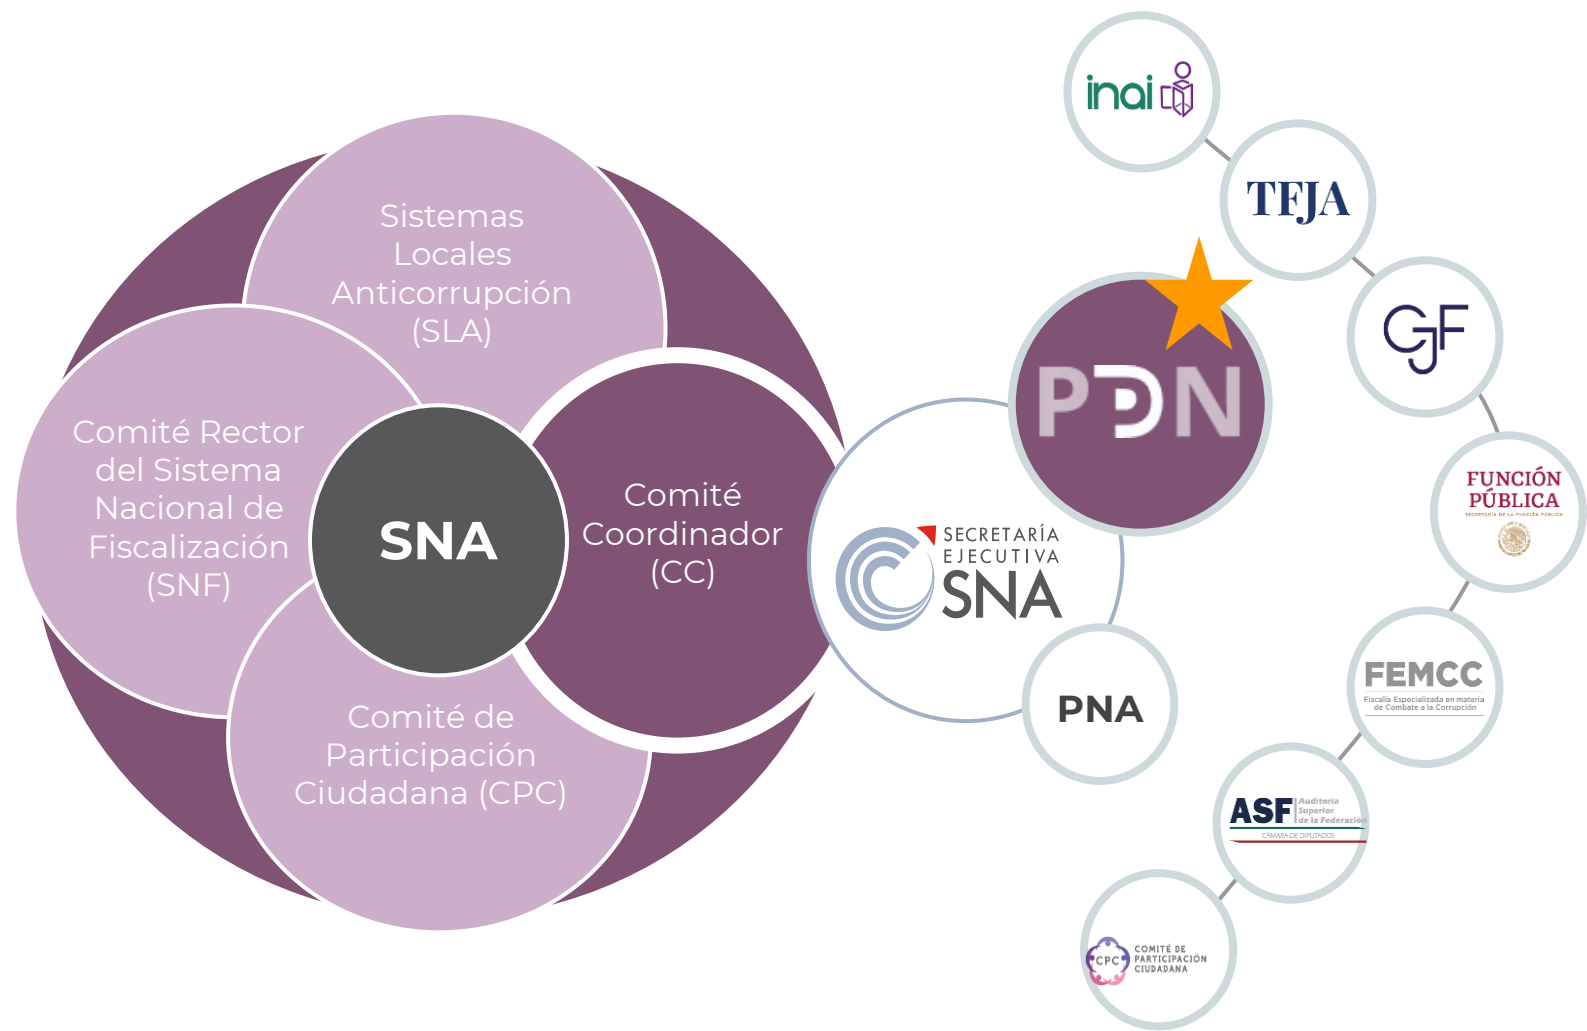 Sistemas
Locales
Anticorrupción
(SLA)
Comité Rector
del Sistema
Nacional de
Fiscalización
(SNF)
SNA
Comité
Coordinador
(CC)
Comité de
Participación
Ciudadana (CPC)
SECRETARÍA
EJECUTIVA
SNA
PDN
PNA
inai
TFJA
CJF
FUNCIÓN
PÚBLICA
SECRETARÍA DE LA FUNCIÓN PÚBLICA
FEMCC
Fiscalía Especializada en materia
de Combate a la Corrupción
ASF
Auditoría
Superior
de la Federación
CÁMARA DE DIPUTADOS
CPC
COMITÉ DE
PARTICIPACIÓN
CIUDADANA